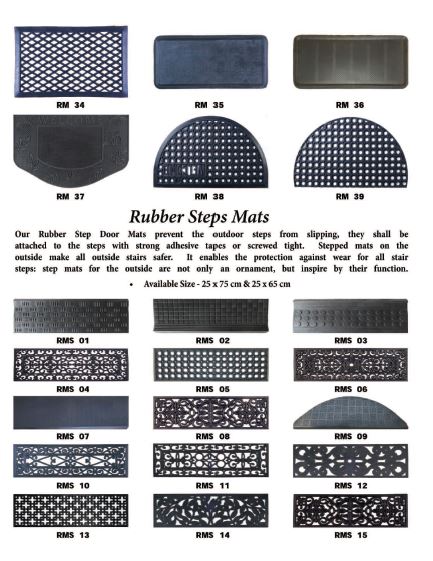 RM 34 RM 35 RM 36
WELCOME
RM 37 RM 38 RM 39
Rubber Steps Mats
Our Rubber Step Door Mats prevent the outdoor steps from slipping, they shall be
attached to the steps with strong adhesive tapes or screwed tight. Stepped mats on the
outside make all outside stairs safer. It enables the protection against wear for all stair
steps: step mats for the outside are not only an ornament, but inspire by their function.
• Available Size - 25 x 75 cm & 25 x 65 cm
RMS 01 RMS 02 RMS 03
RMS 04 RMS 05 RMS 06
RMS 07 RMS 08 RMS 09
RMS 10 RMS 11 RMS 12
RMS 13 RMS 14 RMS 15